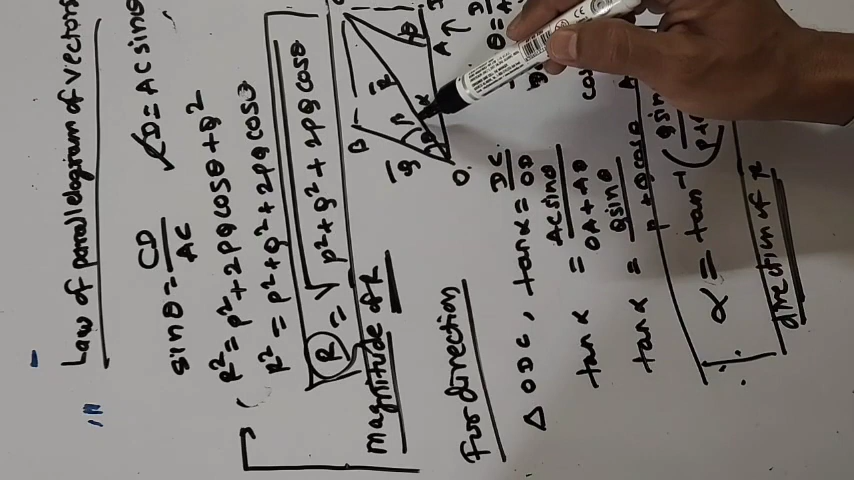 Law of parallelogram of vectors
sin θ = CD/AC
CD = AC sin θ
R² = P² + 2PQ cos θ + Q²
R² = P² + Q² + 2PQ cos θ
R = √P² + Q² + 2PQ cos θ
magnitude of R
B
R
Q
P
α
θ
O
A
D
For direction
Δ ODC, tan α = DC/OD
tan α = AC sin θ / OA + AD
tan α = Q sin θ / P + Q cos θ
∴ α = tan⁻¹ (
direction of R